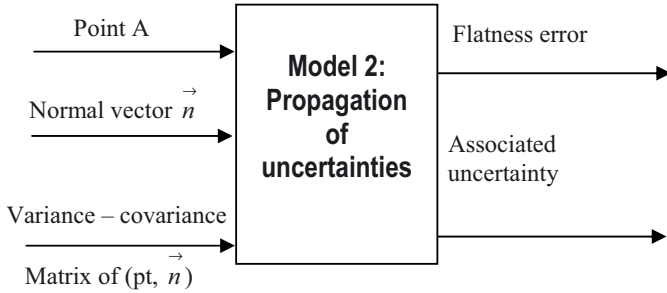 Point A
Normal vector n⃗
Variance – covariance
Matrix of (pt, n⃗)
Model 2:
Propagation
of
uncertainties
Flatness error
Associated
uncertainty